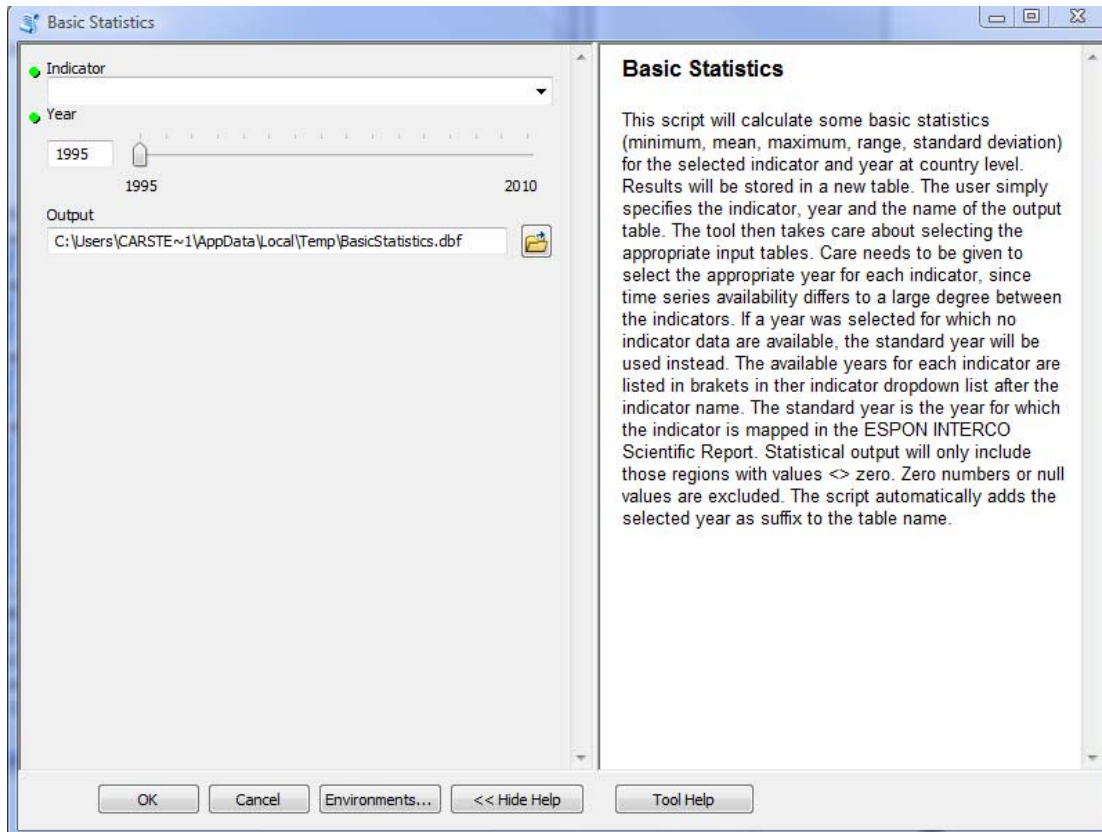 Basic Statistics
Indicator
Year
1995
1995 2010
Output
C:\Users\CARSTE~1\AppData\Local\Temp\BasicStatistics.dbf
Basic Statistics
This script will calculate some basic statistics
(minimum, mean, maximum, range, standard deviation)
for the selected indicator and year at country level.
Results will be stored in a new table. The user simply
specifies the indicator, year and the name of the output
table. The tool then takes care about selecting the
appropriate input tables. Care needs to be given to
select the appropriate year for each indicator, since
time series availability differs to a large degree between
the indicators. If a year was selected for which no
indicator data are available, the standard year will be
used instead. The available years for each indicator are
listed in brakets in ther indicator dropdown list after the
indicator name. The standard year is the year for which
the indicator is mapped in the ESPON INTERCO
Scientific Report. Statistical output will only include
those regions with values <> zero. Zero numbers or null
values are excluded. The script automatically adds the
selected year as suffix to the table name.
OK Cancel Environments... << Hide Help Tool Help